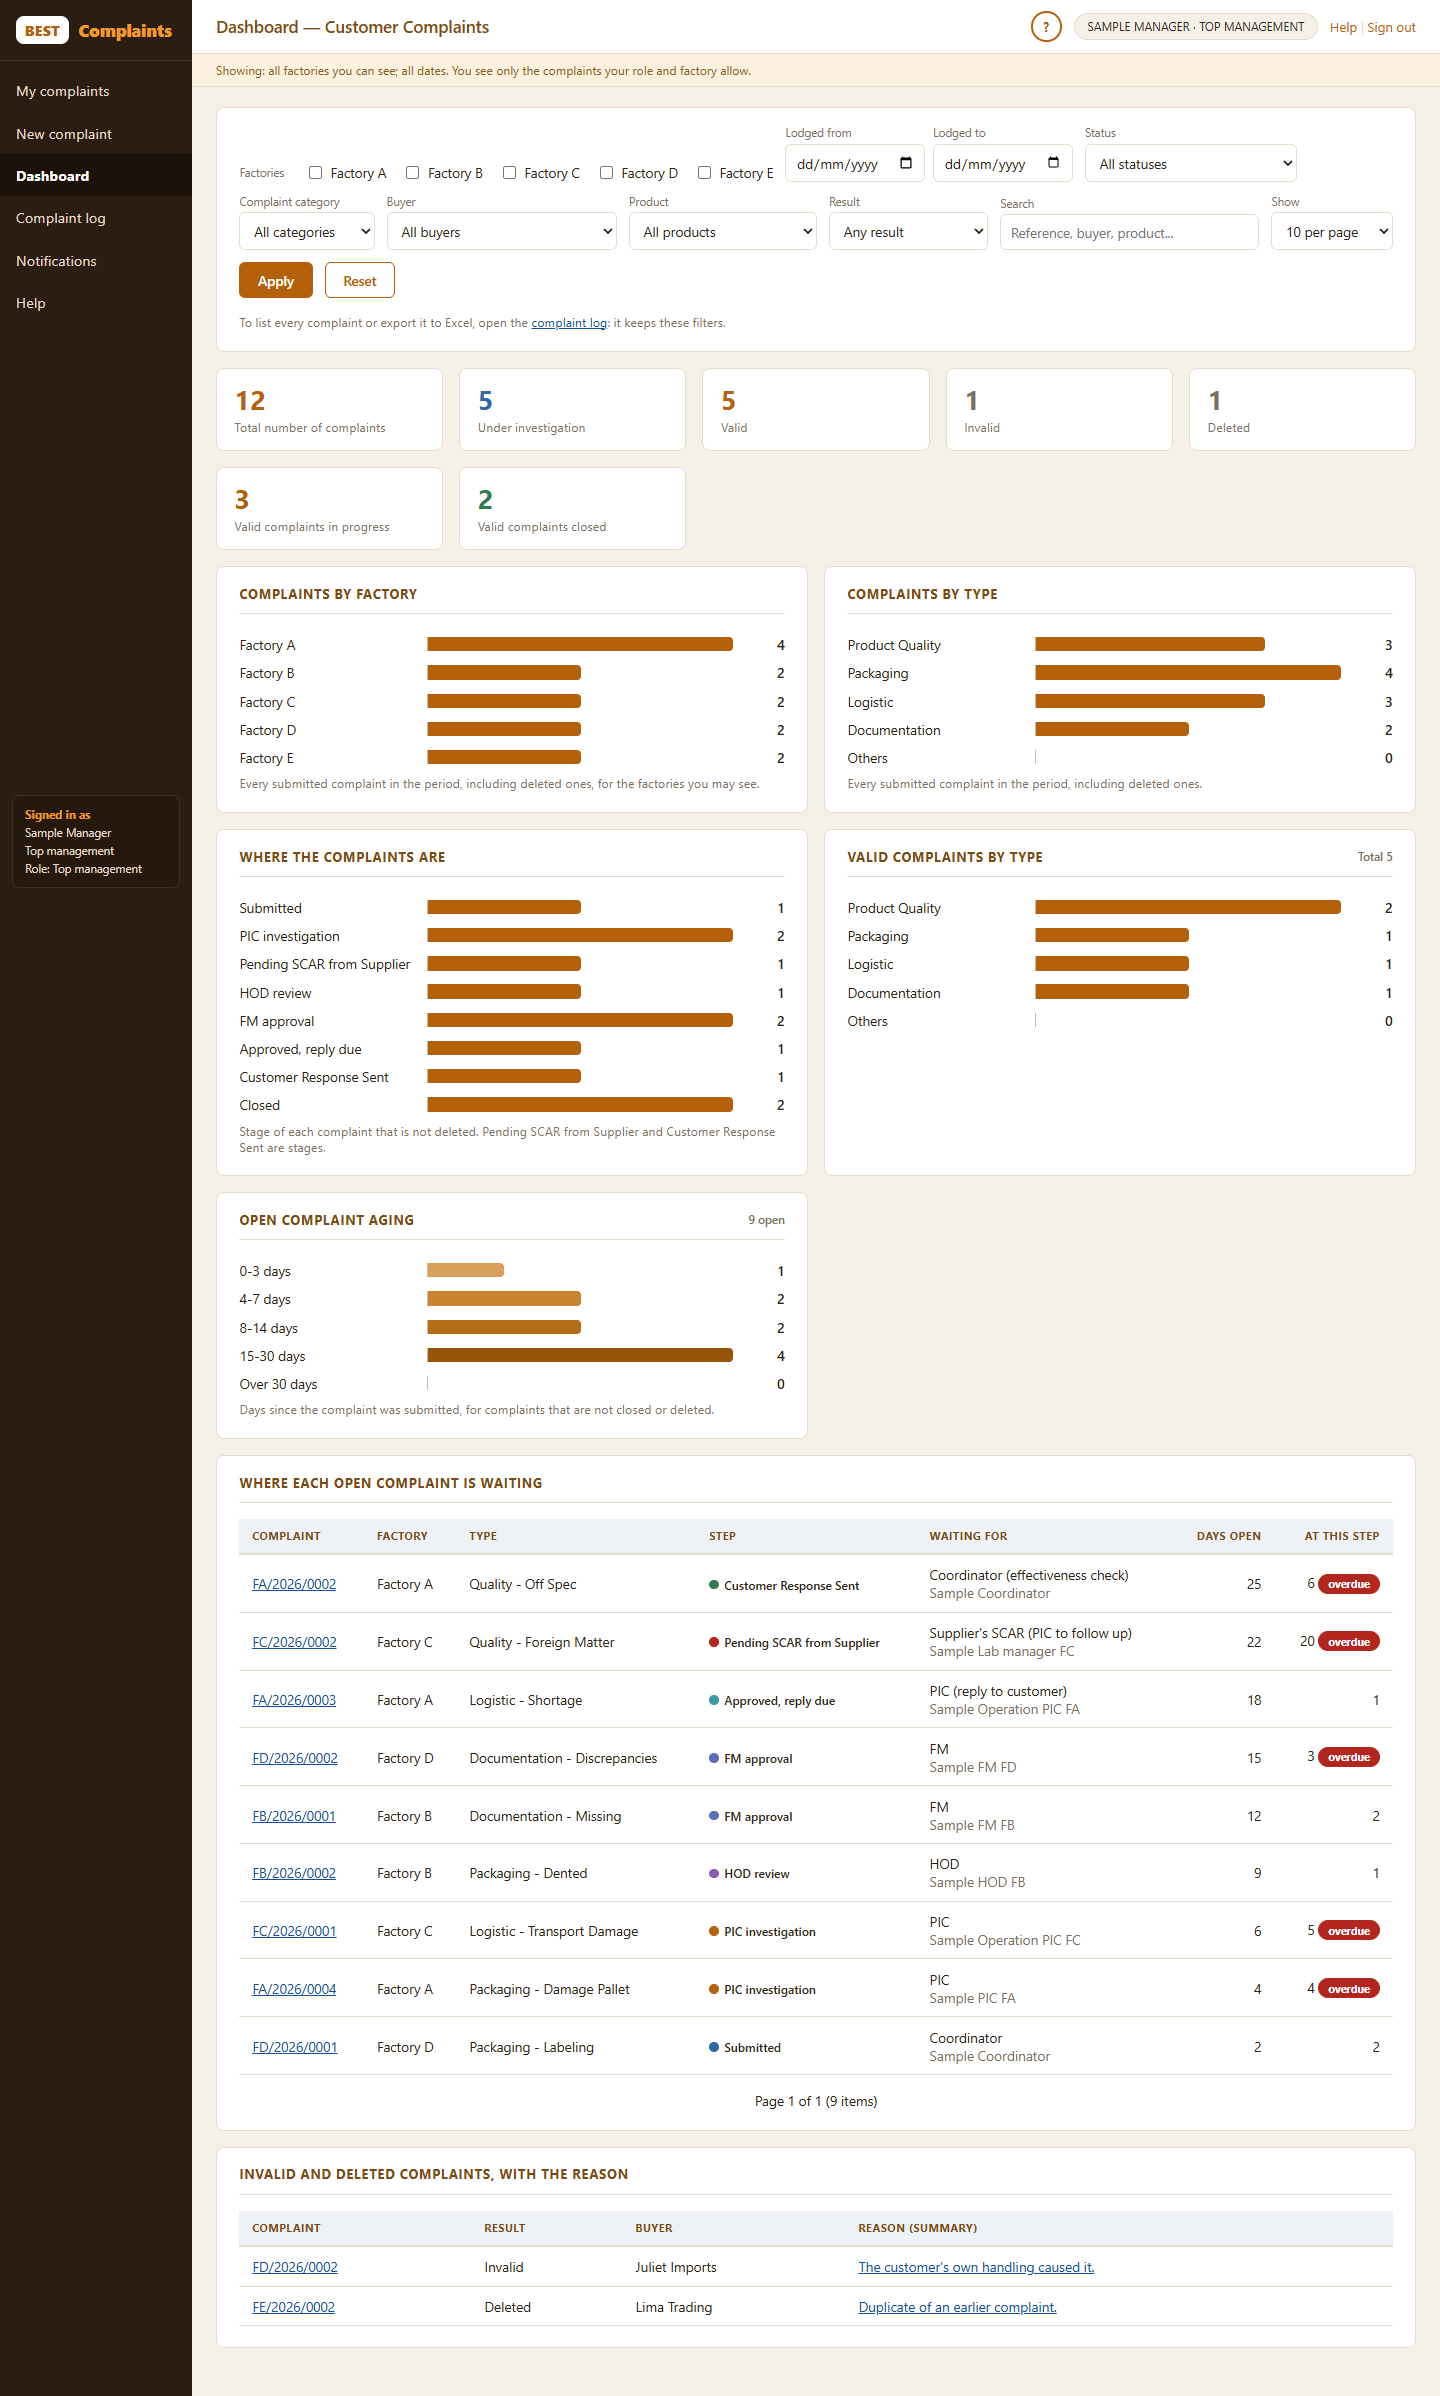 BEST Complaints
My complaints
New complaint
Dashboard
Complaint log
Notifications
Help
Signed in as
Sample Manager
Top management
Role: Top management
Dashboard — Customer Complaints
? SAMPLE MANAGER · TOP MANAGEMENT Help | Sign out
Showing: all factories you can see; all dates. You see only the complaints your role and factory allow.
Lodged from Lodged to Status
Factories Factory A Factory B Factory C Factory D Factory E dd/mm/yyyy dd/mm/yyyy All statuses
Complaint category Buyer Product Result Search Show
All categories All buyers All products Any result Reference, buyer, product... 10 per page
Apply Reset
To list every complaint or export it to Excel, open the complaint log: it keeps these filters.
12 5 5 1 1
Total number of complaints Under investigation Valid Invalid Deleted
3 2
Valid complaints in progress Valid complaints closed
COMPLAINTS BY FACTORY
Factory A 4
Factory B 2
Factory C 2
Factory D 2
Factory E 2
Every submitted complaint in the period, including deleted ones, for the factories you may see.
COMPLAINTS BY TYPE
Product Quality 3
Packaging 4
Logistic 3
Documentation 2
Others 0
Every submitted complaint in the period, including deleted ones.
WHERE THE COMPLAINTS ARE
Submitted 1
PIC investigation 2
Pending SCAR from Supplier 1
HOD review 1
FM approval 2
Approved, reply due 1
Customer Response Sent 1
Closed 2
Stage of each complaint that is not deleted. Pending SCAR from Supplier and Customer Response
Sent are stages.
VALID COMPLAINTS BY TYPE Total 5
Product Quality 2
Packaging 1
Logistic 1
Documentation 1
Others 0
OPEN COMPLAINT AGING 9 open
0-3 days 1
4-7 days 2
8-14 days 2
15-30 days 4
Over 30 days 0
Days since the complaint was submitted, for complaints that are not closed or deleted.
WHERE EACH OPEN COMPLAINT IS WAITING
COMPLAINT FACTORY TYPE STEP WAITING FOR DAYS OPEN AT THIS STEP
FA/2026/0002 Factory A Quality - Off Spec Customer Response Sent Coordinator (effectiveness check) 25 6 overdue
Sample Coordinator
FC/2026/0002 Factory C Quality - Foreign Matter Pending SCAR from Supplier Supplier's SCAR (PIC to follow up) 22 20 overdue
Sample Lab manager FC
FA/2026/0003 Factory A Logistic - Shortage Approved, reply due PIC (reply to customer) 18 1
Sample Operation PIC FA
FD/2026/0002 Factory D Documentation - Discrepancies FM approval FM 15 3 overdue
Sample FM FD
FB/2026/0001 Factory B Documentation - Missing FM approval FM 12 2
Sample FM FB
FB/2026/0002 Factory B Packaging - Dented HOD review HOD 9 1
Sample HOD FB
FC/2026/0001 Factory C Logistic - Transport Damage PIC investigation PIC 6 5 overdue
Sample Operation PIC FC
FA/2026/0004 Factory A Packaging - Damage Pallet PIC investigation PIC 4 4 overdue
Sample PIC FA
FD/2026/0001 Factory D Packaging - Labeling Submitted Coordinator 2 2
Sample Coordinator
Page 1 of 1 (9 items)
INVALID AND DELETED COMPLAINTS, WITH THE REASON
COMPLAINT RESULT BUYER REASON (SUMMARY)
FD/2026/0002 Invalid Juliet Imports The customer's own handling caused it.
FE/2026/0002 Deleted Lima Trading Duplicate of an earlier complaint.